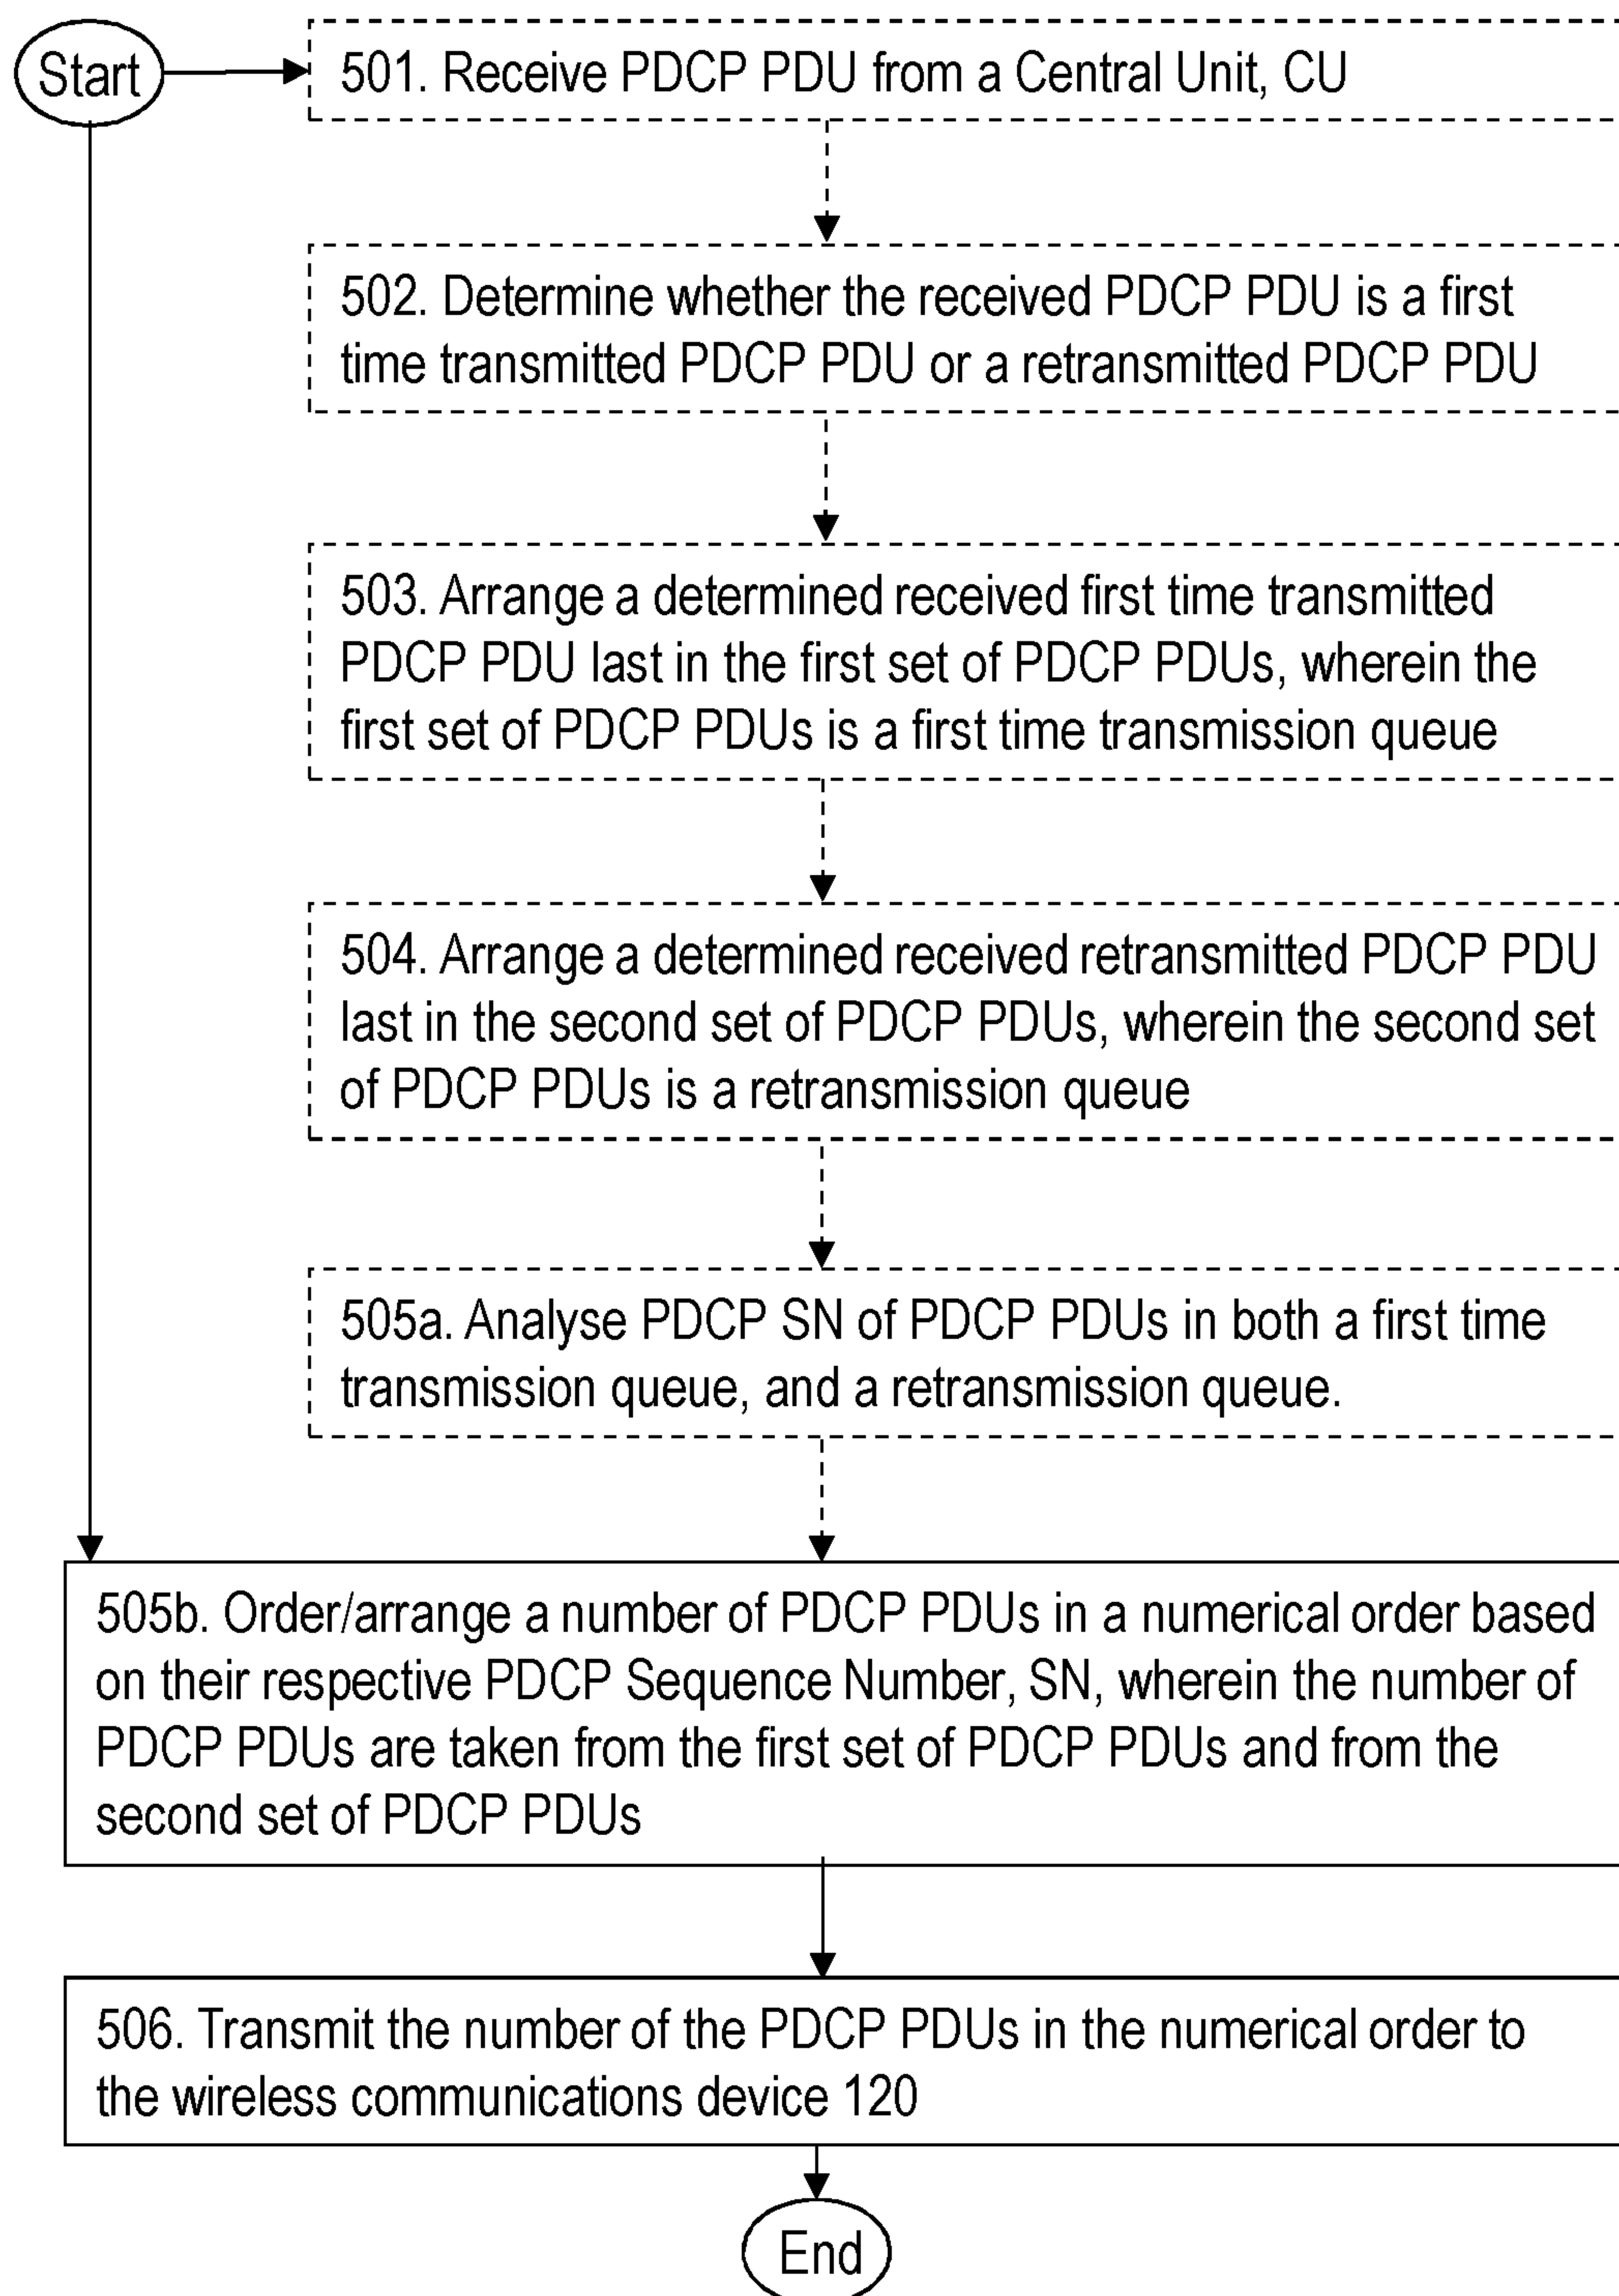 Start
501. Receive PDCP PDU from a Central Unit, CU
502. Determine whether the received PDCP PDU is a first
time transmitted PDCP PDU or a retransmitted PDCP PDU
503. Arrange a determined received first time transmitted
PDCP PDU last in the first set of PDCP PDUs, wherein the
first set of PDCP PDUs is a first time transmission queue
504. Arrange a determined received retransmitted PDCP PDU
last in the second set of PDCP PDUs, wherein the second set
of PDCP PDUs is a retransmission queue
505a. Analyse PDCP SN of PDCP PDUs in both a first time
transmission queue, and a retransmission queue.
505b. Order/arrange a number of PDCP PDUs in a numerical order based
on their respective PDCP Sequence Number, SN, wherein the number of
PDCP PDUs are taken from the first set of PDCP PDUs and from the
second set of PDCP PDUs
506. Transmit the number of the PDCP PDUs in the numerical order to
the wireless communications device 120
End